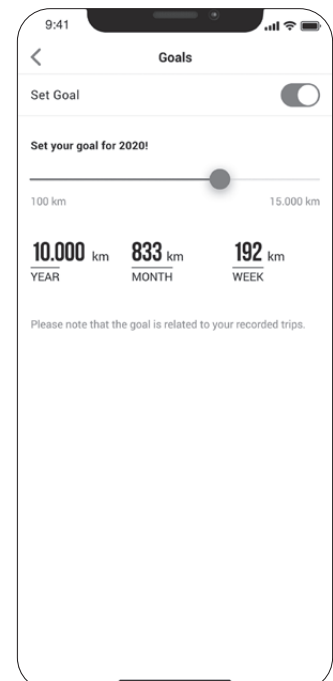 9:41
Goals
Set Goal
Set your goal for 2020!
100 km 15.000 km
10.000 km 833 km 192 km
YEAR MONTH WEEK
Please note that the goal is related to your recorded trips.